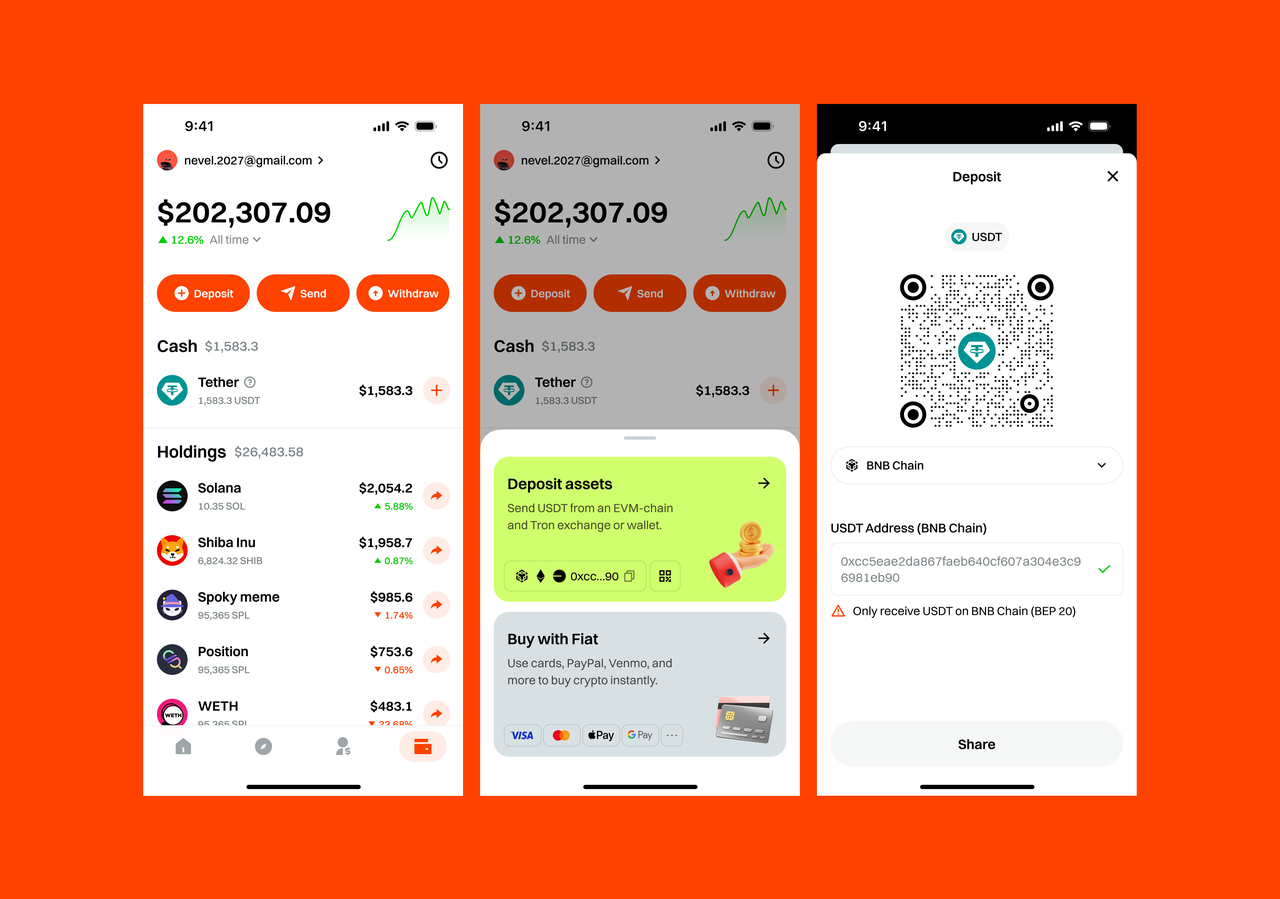 9:41
nevel.2027@gmail.com
$202,307.09
12.6% All time
Deposit
Send
Withdraw
Cash $1,583.3
Tether
$1,583.3
1,583.3 USDT
Holdings $26,483.58
Solana
$2,054.2
10.35 SOL
5.88%
Shiba Inu
$1,958.7
6,824.32 SHIB
0.87%
Spoky meme
$985.6
95,365 SPL
1.74%
Position
$753.6
95,365 SPL
0.65%
WETH
WETH
$483.1
95,365 SPL
23.68%
9:41
nevel.2027@gmail.com
$202,307.09
12.6% All time
Deposit
Send
Withdraw
Cash $1,583.3
Tether
$1,583.3
1,583.3 USDT
Deposit assets
Send USDT from an EVM-chain
and Tron exchange or wallet.
0xcc...90
Buy with Fiat
Use cards, PayPal, Venmo, and
more to buy crypto instantly.
VISA
Pay
G Pay
9:41
Deposit
USDT
BNB Chain
USDT Address (BNB Chain)
0xcc5eae2da867faeb640cf607a304e3c9
6981eb90
Only receive USDT on BNB Chain (BEP 20)
Share